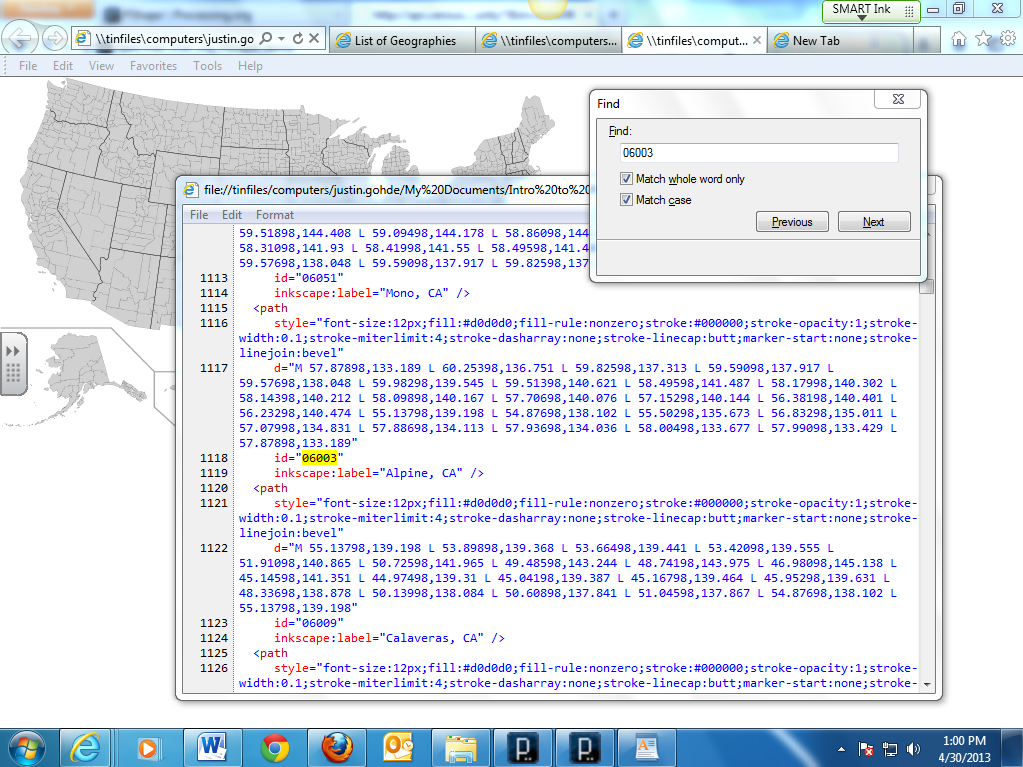 SMART Ink
\\tinfiles\computers\justin.go
List of Geographies
\\tinfiles\computers...
\\tinfiles\comput...
New Tab
File Edit View Favorites Tools Help
Find
Find:
06003
Match whole word only
Match case
Previous Next
file://tinfiles/computers/justin.gohde/My%20Documents/Intro%20to%20
File Edit Format
59.51898,144.408 L 59.09498,144.178 L 58.86098,144
58.31098,141.93 L 58.41998,141.55 L 58.49598,141.4
59.57698,138.048 L 59.59098,137.917 L 59.82598,137
1113 id="06051"
1114 inkscape:label="Mono, CA" />
1115 <path
1116 style="font-size:12px;fill:#d0d0d0;fill-rule:nonzero;stroke:#000000;stroke-opacity:1;stroke-
width:0.1;stroke-miterlimit:4;stroke-dasharray:none;stroke-linecap:butt;marker-start:none;stroke-
linejoin:bevel"
1117 d="M 57.87898,133.189 L 60.25398,136.751 L 59.82598,137.313 L 59.59098,137.917 L
59.57698,138.048 L 59.98298,139.545 L 59.51398,140.621 L 58.49598,141.487 L 58.17998,140.302 L
58.14398,140.212 L 58.09898,140.167 L 57.70698,140.076 L 57.15298,140.144 L 56.38198,140.401 L
56.23298,140.474 L 55.13798,139.198 L 54.87698,138.102 L 55.50298,135.673 L 56.83298,135.011 L
57.07998,134.831 L 57.88698,134.113 L 57.93698,134.036 L 58.00498,133.677 L 57.99098,133.429 L
57.87898,133.189"
1118 id="06003"
1119 inkscape:label="Alpine, CA" />
1120 <path
1121 style="font-size:12px;fill:#d0d0d0;fill-rule:nonzero;stroke:#000000;stroke-opacity:1;stroke-
width:0.1;stroke-miterlimit:4;stroke-dasharray:none;stroke-linecap:butt;marker-start:none;stroke-
linejoin:bevel"
1122 d="M 55.13798,139.198 L 53.89898,139.368 L 53.66498,139.441 L 53.42098,139.555 L
51.91098,140.865 L 50.72598,141.965 L 49.48598,143.244 L 48.74198,143.975 L 46.98098,145.138 L
45.14598,141.351 L 44.97498,139.31 L 45.04198,139.387 L 45.16798,139.464 L 45.95298,139.631 L
48.33698,138.878 L 50.13998,138.084 L 50.60898,137.841 L 51.04598,137.867 L 54.87698,138.102 L
55.13798,139.198"
1123 id="06009"
1124 inkscape:label="Calaveras, CA" />
1125 <path
1126 style="font-size:12px;fill:#d0d0d0;fill-rule:nonzero;stroke:#000000;stroke-opacity:1;stroke-
width:0.1;stroke-miterlimit:4;stroke-dasharray:none;stroke-linecap:butt;marker-start:none;stroke-
1:00 PM
4/30/2013